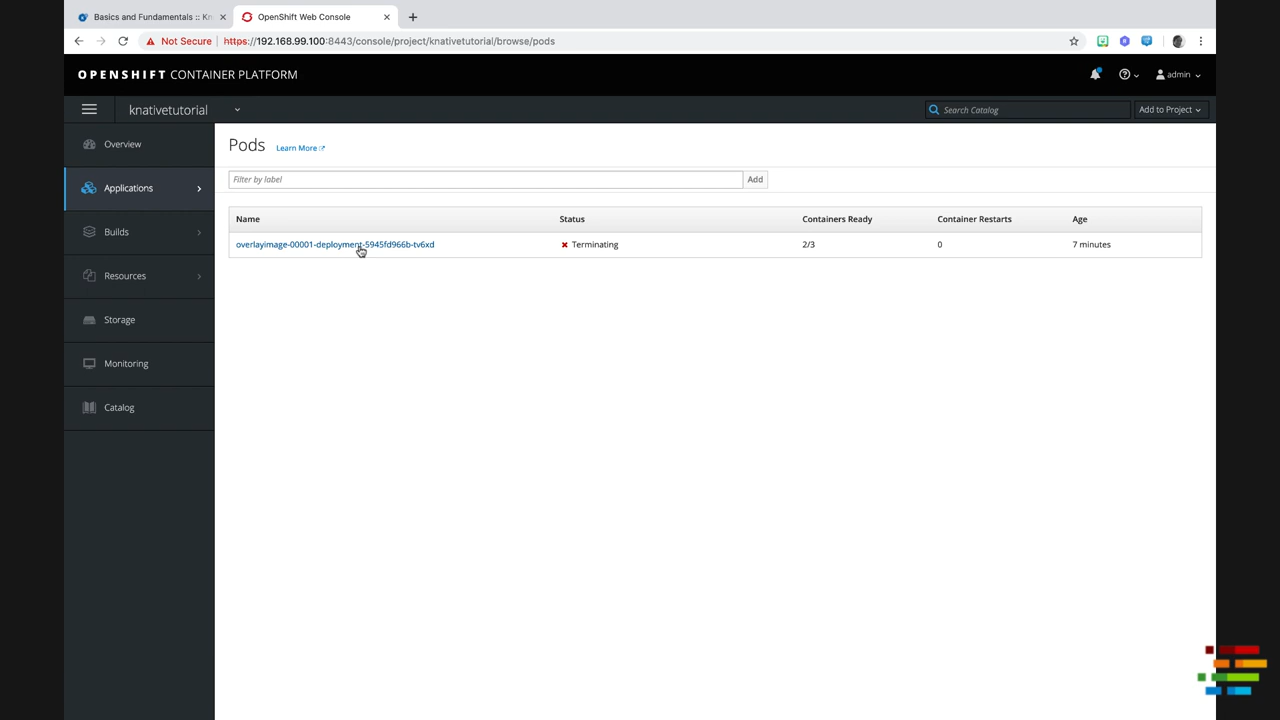 Basics and Fundamentals :: Kn
OpenShift Web Console
Not Secure
https://192.168.99.100:8443/console/project/knativetutorial/browse/pods
OPENSHIFT CONTAINER PLATFORM
admin
knativetutorial
Search Catalog
Add to Project
Overview
Applications
Builds
Resources
Storage
Monitoring
Catalog
Pods
Learn More
Filter by label
Add
Name Status Containers Ready Container Restarts Age
overlayimage-00001-deployment-5945fd966b-tv6xd Terminating 2/3 0 7 minutes